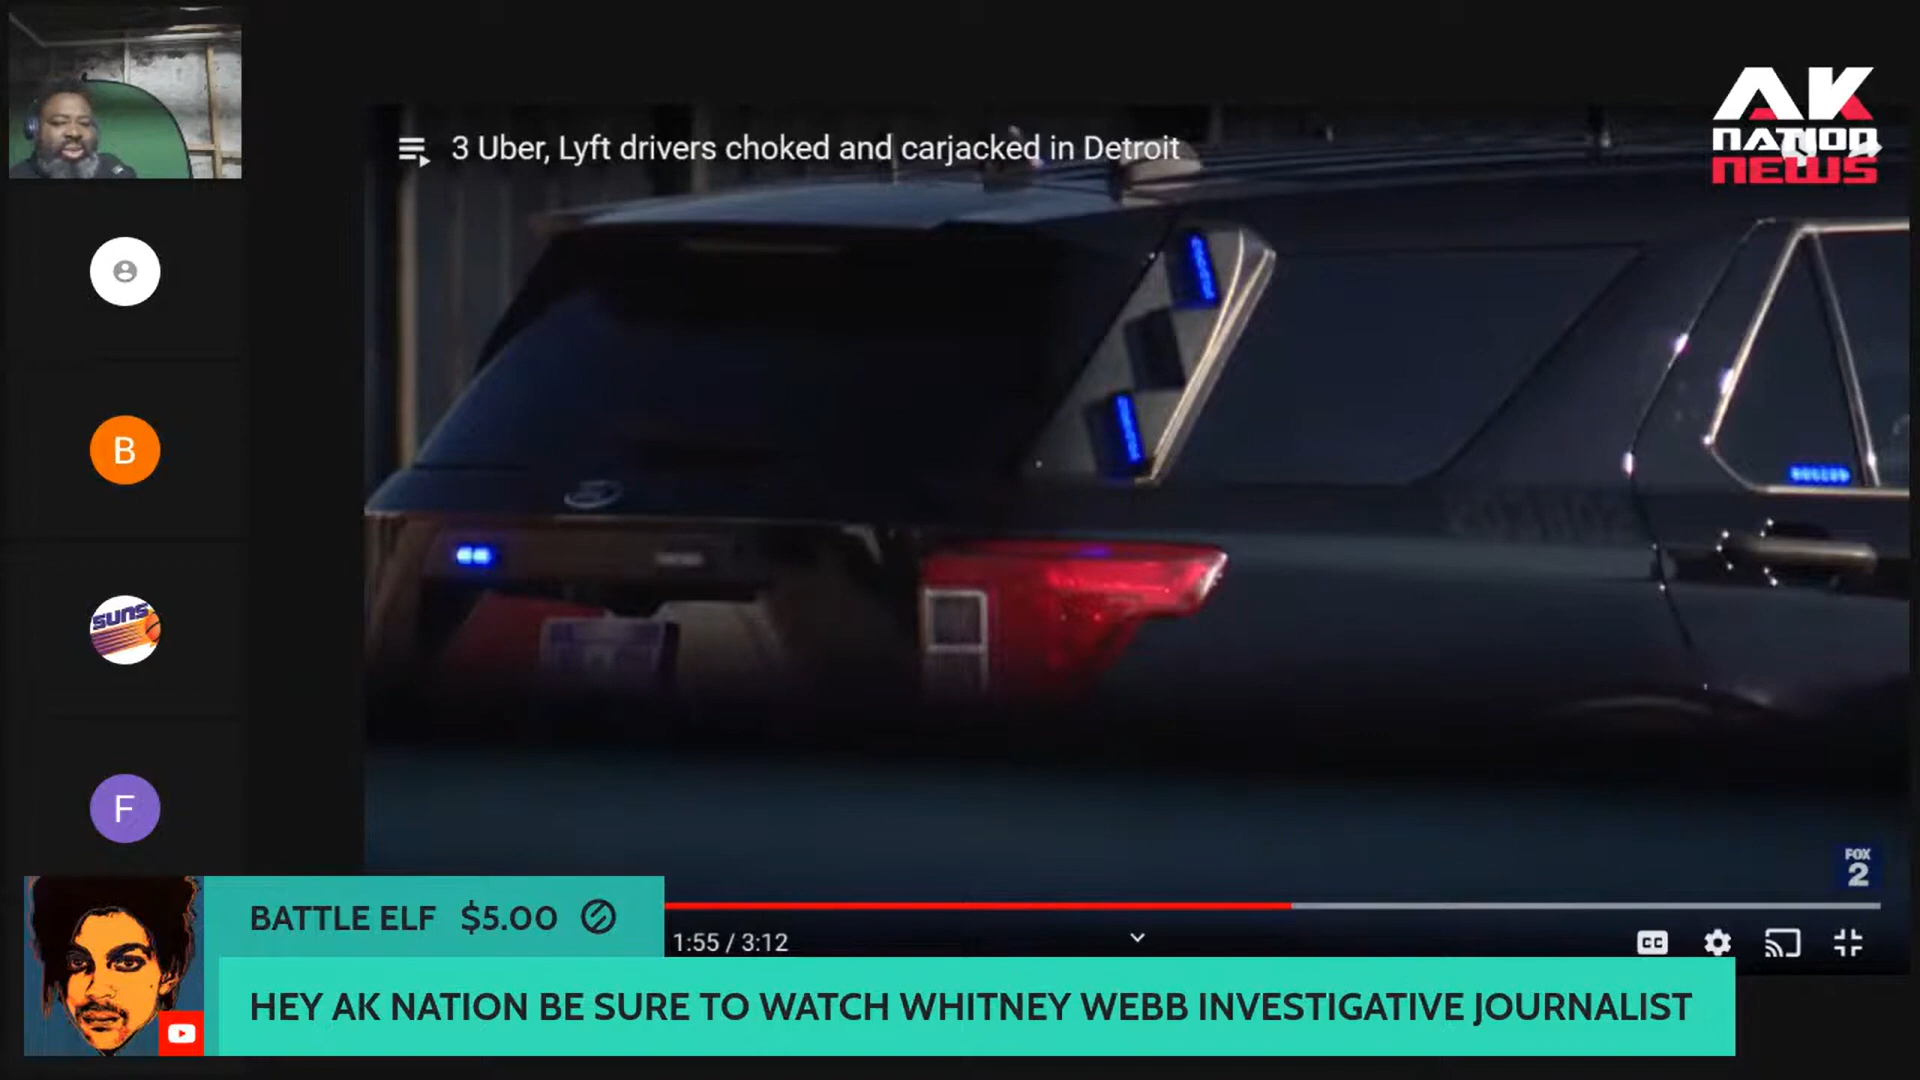 3 Uber, Lyft drivers choked and carjacked in Detroit
AK
NATION
NEWS
B
SUNS
F
FOX
2
BATTLE ELF $5.00
1:55 / 3:12
CC
HEY AK NATION BE SURE TO WATCH WHITNEY WEBB INVESTIGATIVE JOURNALIST